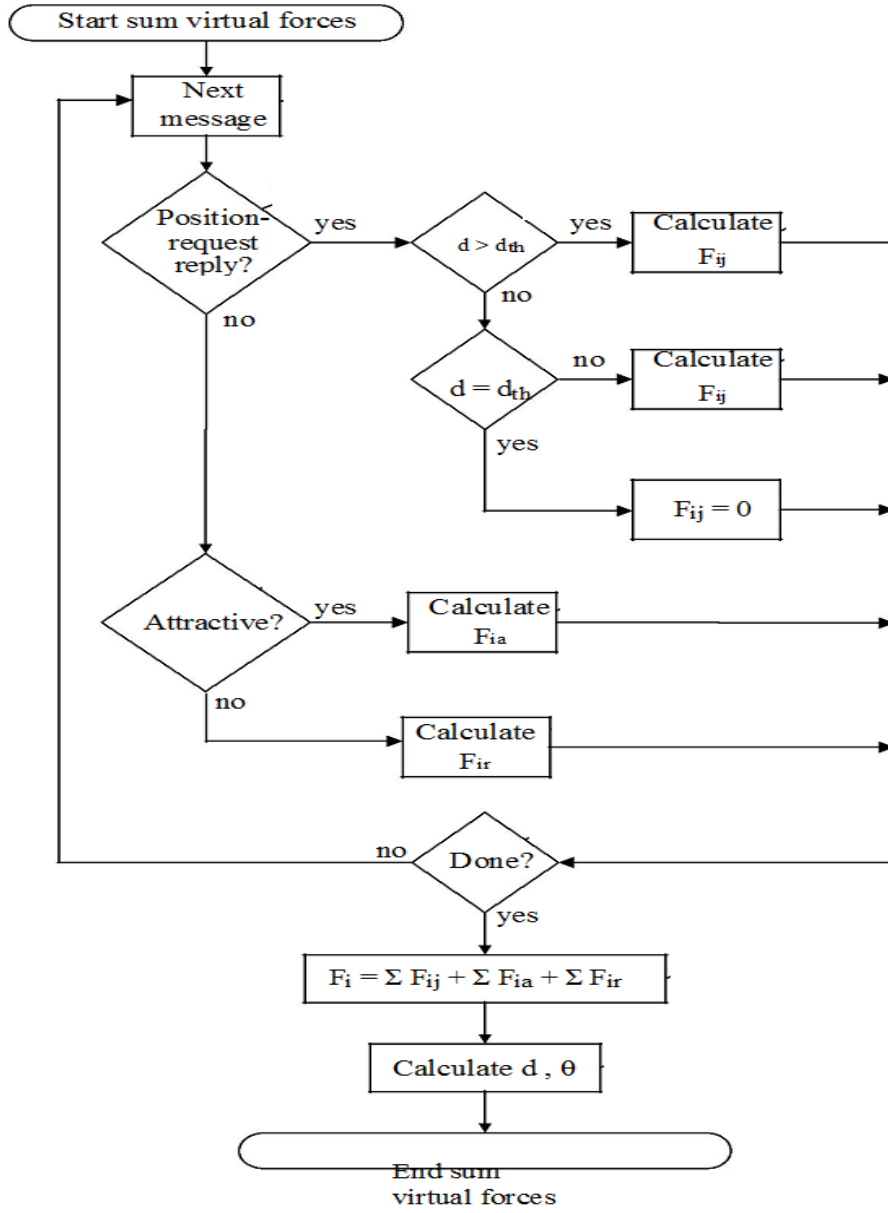 Start sum virtual forces
Next
message
Position-
request
reply?
yes
d > dth
yes
Calculate
Fij
no
no
d = dth
no
Calculate
Fij
yes
Fij = 0
Attractive?
yes
Calculate
Fia
no
Calculate
Fir
no
Done?
yes
Fi = Σ Fij + Σ Fia + Σ Fir
Calculate d , θ
End sum
virtual forces